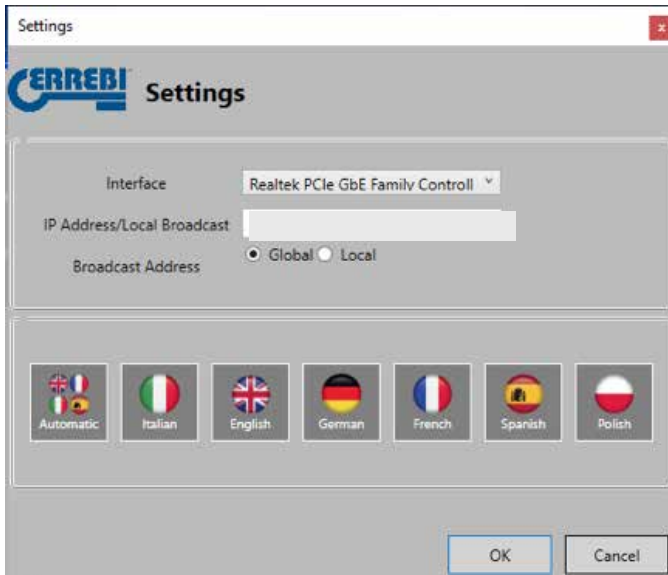 Settings
ERREBI
Settings
Interface
Realtek PCIe GbE Family Controll
IP Address/Local Broadcast
Broadcast Address
Global
Local
Automatic
Italian
English
German
French
Spanish
Polish
OK
Cancel